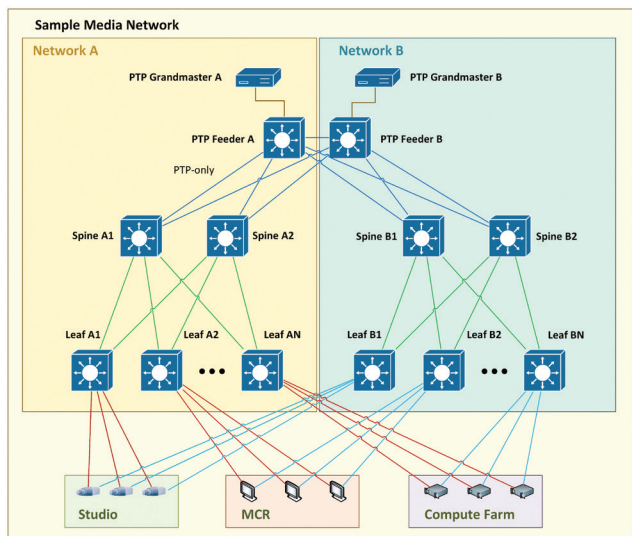 Sample Media Network
Network A
Network B
PTP Grandmaster A
PTP Grandmaster B
PTP Feeder A
PTP Feeder B
PTP-only
Spine A1
Spine A2
Spine B1
Spine B2
Leaf A1
Leaf A2
Leaf AN
Leaf B1
Leaf B2
Leaf BN
Studio
MCR
Compute Farm